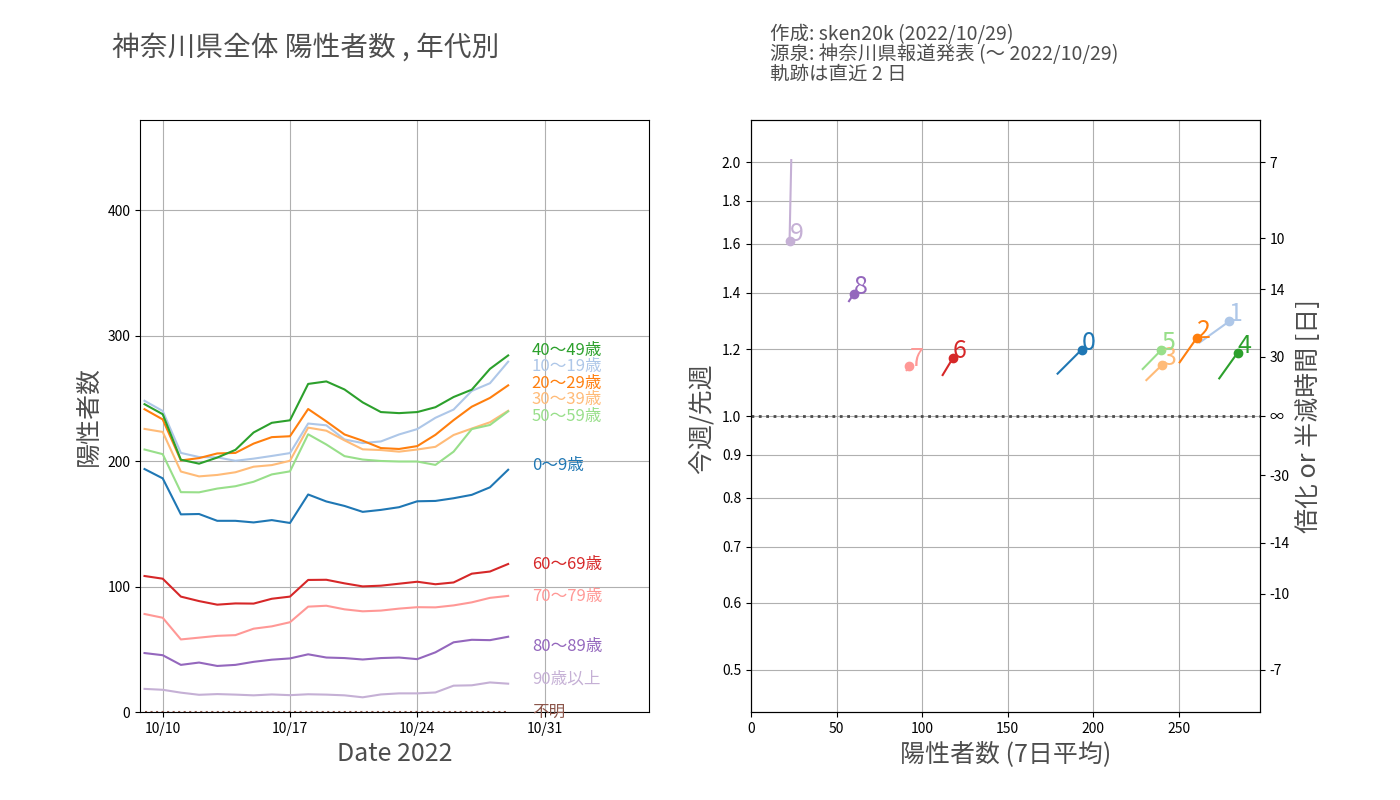 神奈川県全体 陽性者数 , 年代別
作成: sken20k (2022/10/29)
源泉: 神奈川県報道発表 (〜 2022/10/29)
軌跡は直近 2 日
陽性者数
400
300
200
100
0
40〜49歳
10〜19歳
20〜29歳
30〜39歳
50〜59歳
0〜9歳
60〜69歳
70〜79歳
80〜89歳
90歳以上
不明
10/10
10/17
10/24
10/31
Date 2022
今週/先週
2.0
1.8
1.6
1.4
1.2
1.0
0.9
0.8
0.7
0.6
0.5
9
8
7
6
0
5
3
2
1
4
7
10
14
30
∞
-30
-14
-10
-7
倍化 or 半減時間 [日]
0
50
100
150
200
250
陽性者数 (7日平均)